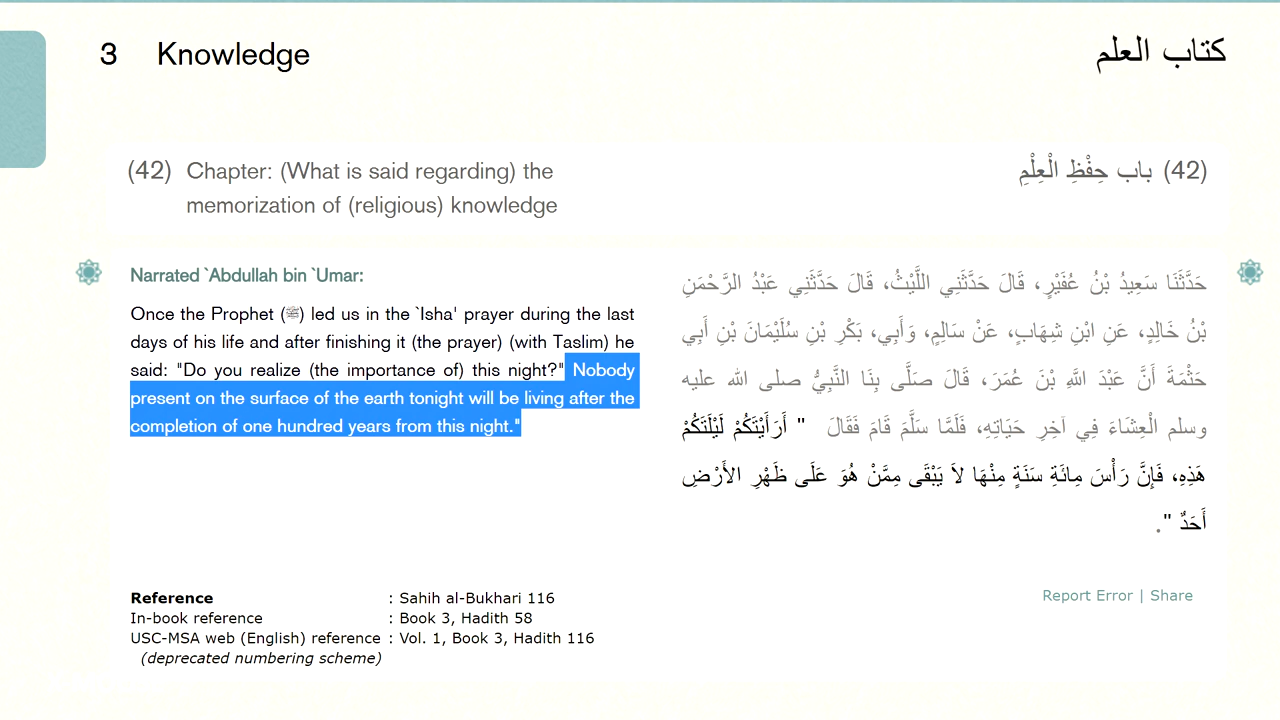 3 Knowledge
كتاب العلم
(42) Chapter: (What is said regarding) the
memorization of (religious) knowledge
(42) باب حِفْظِ الْعِلْمِ
Narrated `Abdullah bin `Umar:
Once the Prophet (ﷺ) led us in the `Isha' prayer during the last
days of his life and after finishing it (the prayer) (with Taslim) he
said: "Do you realize (the importance of) this night?" Nobody
present on the surface of the earth tonight will be living after the
completion of one hundred years from this night."
حَدَّثَنَا سَعِيدُ بْنُ عُفَيْرٍ، قَالَ حَدَّثَنِي اللَّيْثُ، قَالَ حَدَّثَنِي عَبْدُ الرَّحْمَنِ
بْنُ خَالِدٍ، عَنِ ابْنِ شِهَابٍ، عَنْ سَالِمٍ، وَأَبِي، بَكْرِ بْنِ سُلَيْمَانَ بْنِ أَبِي
حَثْمَةَ أَنَّ عَبْدَ اللَّهِ بْنَ عُمَرَ، قَالَ صَلَّى بِنَا النَّبِيُّ صلى الله عليه
وسلم الْعِشَاءَ فِي آخِرِ حَيَاتِهِ، فَلَمَّا سَلَّمَ قَامَ فَقَالَ " أَرَأَيْتَكُمْ لَيْلَتَكُمْ
هَذِهِ، فَإِنَّ رَأْسَ مِائَةِ سَنَةٍ مِنْهَا لاَ يَبْقَى مِمَّنْ هُوَ عَلَى ظَهْرِ الأَرْضِ
أَحَدٌ ".
Reference : Sahih al-Bukhari 116
In-book reference : Book 3, Hadith 58
USC-MSA web (English) reference : Vol. 1, Book 3, Hadith 116
(deprecated numbering scheme)
Report Error | Share